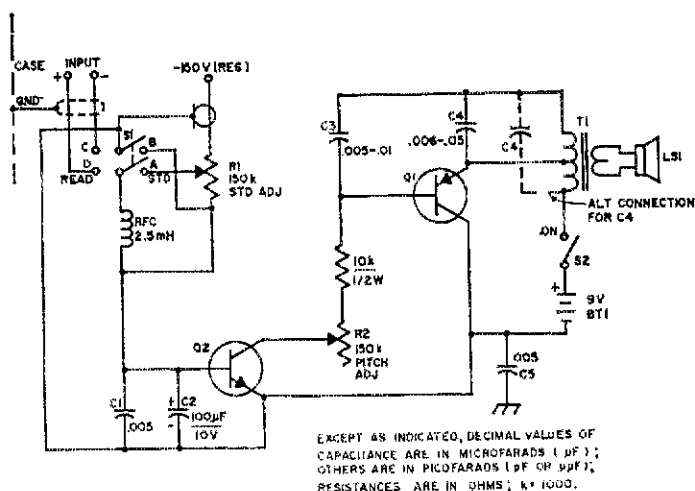 CASE
INPUT
+ -
GND
-150V (REG)
S1
C
B
D
A
READ
STD
R1
150k
STD ADJ
RFC
2.5mH
C3
.005-.01
C4
.006-.05
C4
T1
LS1
Q1
ALT CONNECTION
FOR C4
ON
S2
10k
1/2W
+
9V
BT1
R2
150k
PITCH
ADJ
Q2
C1
.005
+ C2
-
100µF
10V
.005
C5
EXCEPT AS INDICATED, DECIMAL VALUES OF
CAPACITANCE ARE IN MICROFARADS (µF);
OTHERS ARE IN PICOFARADS (pF OR µµF);
RESISTANCES ARE IN OHMS; k=1000.